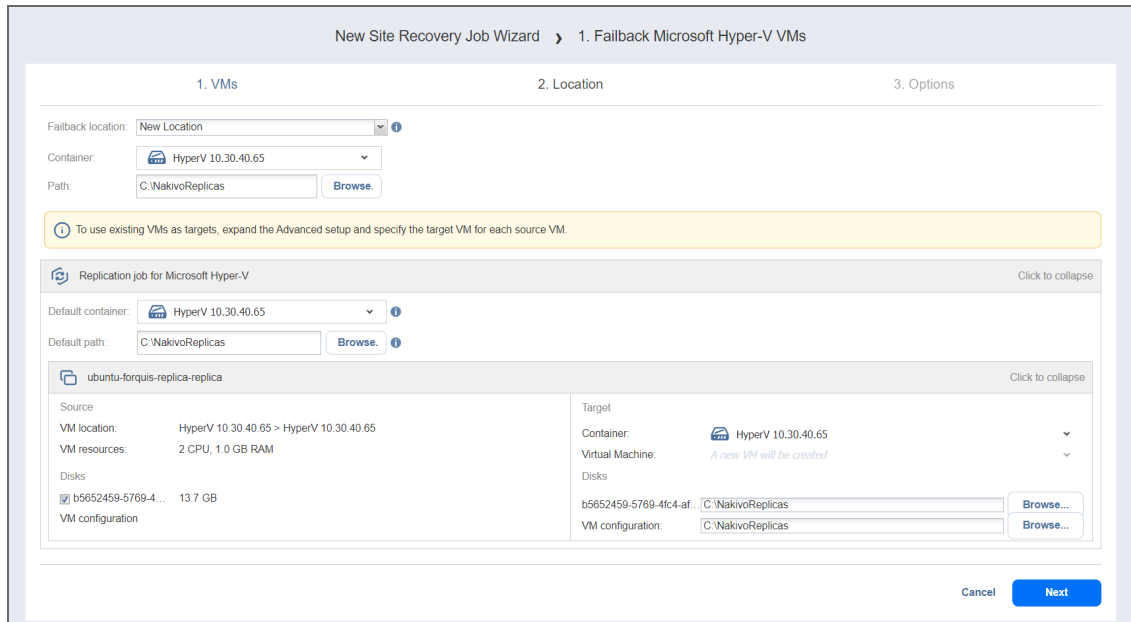 New Site Recovery Job Wizard ❯ 1. Failback Microsoft Hyper-V VMs
1. VMs 2. Location 3. Options
Failback location: New Location
Container: HyperV 10.30.40.65
Path: C:\NakivoReplicas Browse.
To use existing VMs as targets, expand the Advanced setup and specify the target VM for each source VM.
Replication job for Microsoft Hyper-V Click to collapse
Default container: HyperV 10.30.40.65
Default path: C:\NakivoReplicas Browse.
ubuntu-forquis-replica-replica Click to collapse
Source
VM location: HyperV 10.30.40.65 > HyperV 10.30.40.65
VM resources: 2 CPU, 1.0 GB RAM
Disks
b5652459-5769-4... 13.7 GB
VM configuration
Target
Container: HyperV 10.30.40.65
Virtual Machine: A new VM will be created
Disks
b5652459-5769-4fc4-af... C:\NakivoReplicas Browse...
VM configuration: C:\NakivoReplicas Browse...
Cancel Next